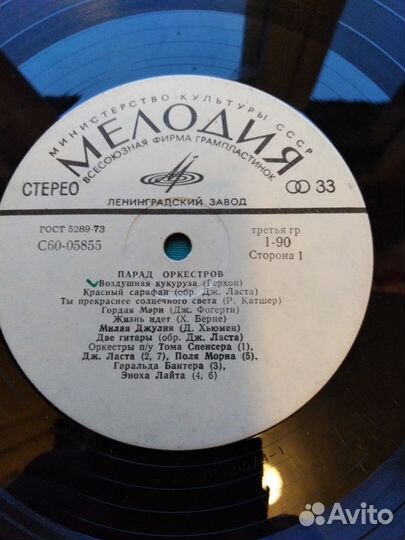 МИНИСТЕРСТВО КУЛЬТУРЫ СССР
МЕЛОДИЯ
ВСЕСОЮЗНАЯ ФИРМА ГРАМПЛАСТИНОК
СТЕРЕО
33
ЛЕНИНГРАДСКИЙ ЗАВОД
ГОСТ 5289-73
С60-05855
третья гр
1-90
Сторона 1
ПАРАД ОРКЕСТРОВ
Воздушная кукуруза (Герхон)
Красный сарафан (обр. Дж. Ласта)
Ты прекраснее солнечного света (Р. Катшер)
Гордая Мэри (Дж. Фогерти)
Жизнь идет (Х. Верне)
Милая Джулия (Д. Хьюмен)
Две гитары (обр. Дж. Ласта)
Оркестры п/у Тома Спенсера (1),
Дж. Ласта (2, 7), Поля Морна (5).
Гаральда Бантера (3),
Эноха Лайта (4, 6)
Avito